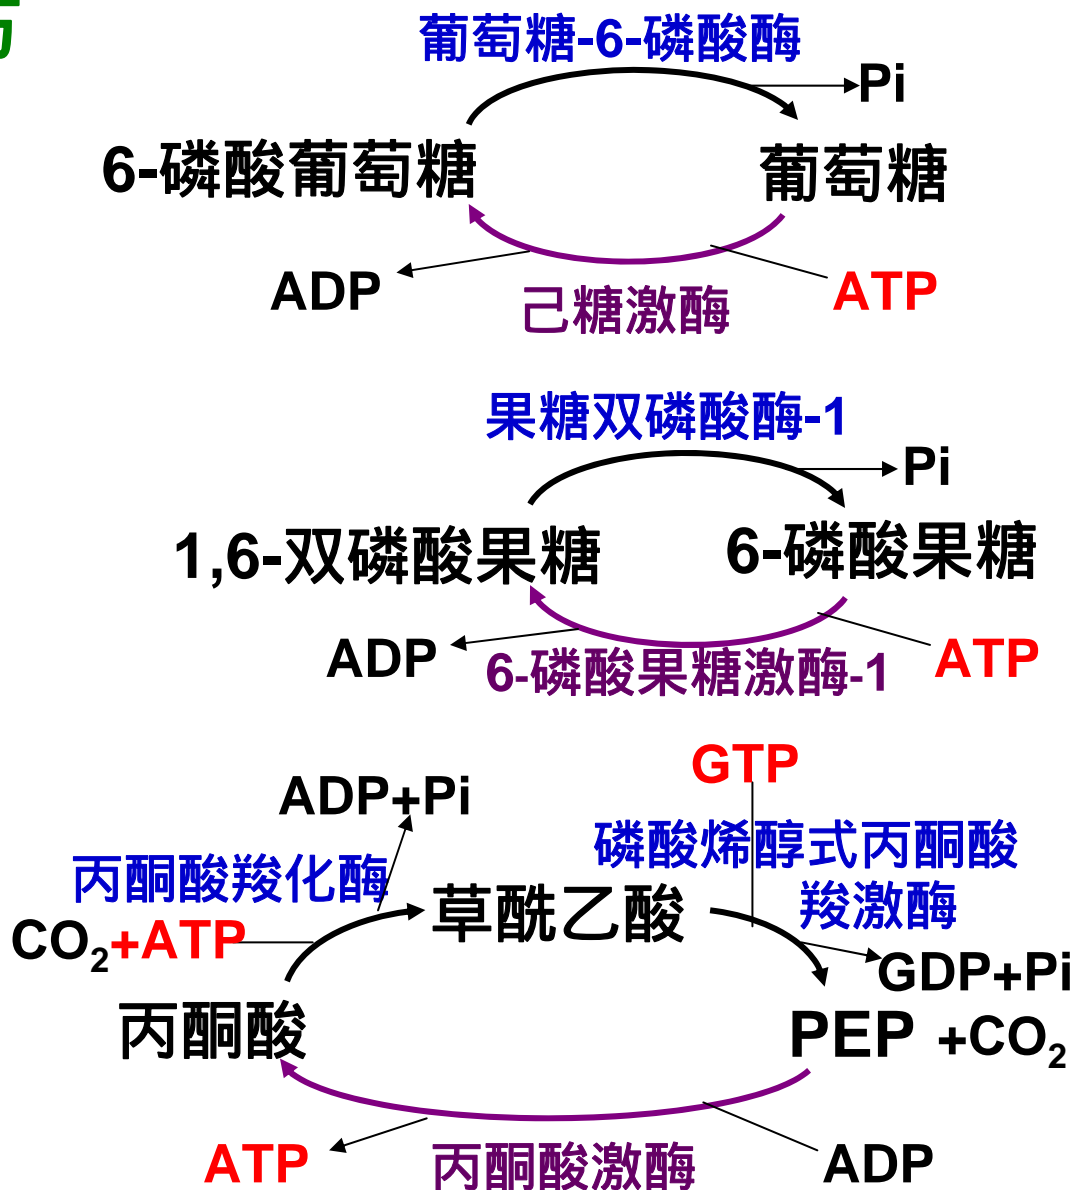 葡萄糖-6-磷酸酶
Pi
6-磷酸葡萄糖
葡萄糖
ADP
ATP
己糖激酶
果糖双磷酸酶-1
Pi
1,6-双磷酸果糖
6-磷酸果糖
ADP
ATP
6-磷酸果糖激酶-1
GTP
ADP+Pi
磷酸烯醇式丙酮酸
羧激酶
丙酮酸羧化酶
草酰乙酸
CO₂+ATP
GDP+Pi
丙酮酸
PEP +CO₂
ATP
丙酮酸激酶
ADP